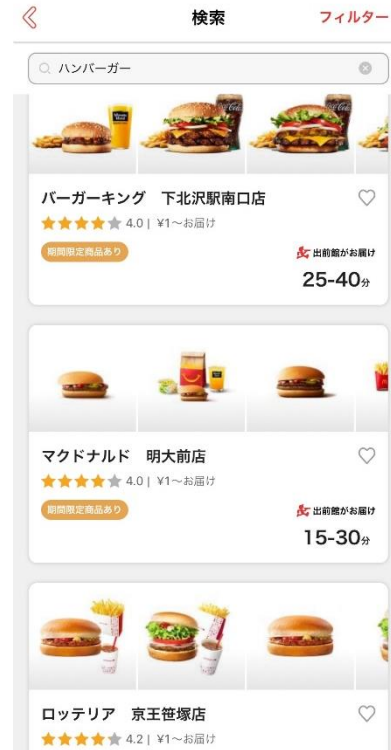 検索
フィルター
ハンバーガー
バーガーキング 下北沢駅南口店
4.0 | ¥1〜お届け
期間限定商品あり
出前館がお届け
25-40分
マクドナルド 明大前店
4.0 | ¥1〜お届け
期間限定商品あり
出前館がお届け
15-30分
ロッテリア 京王笹塚店
4.2 | ¥1〜お届け